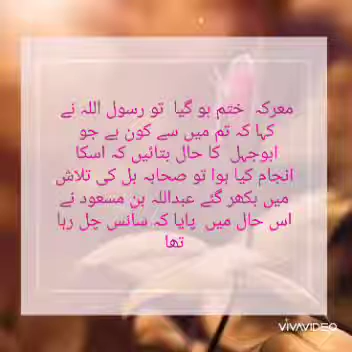 معرکہ ختم ہو گیا تو رسول اللہ نے
کہا کہ تم میں سے کون ہے جو
ابوجہل کا حال بتائیں کہ اسکا
انجام کیا ہوا تو صحابہ ہل کی تلاش
میں بکھر گئے عبداللہ بن مسعود نے
اس حال میں پایا کہ سانس چل رہا
تھا
VIVAVIDEO